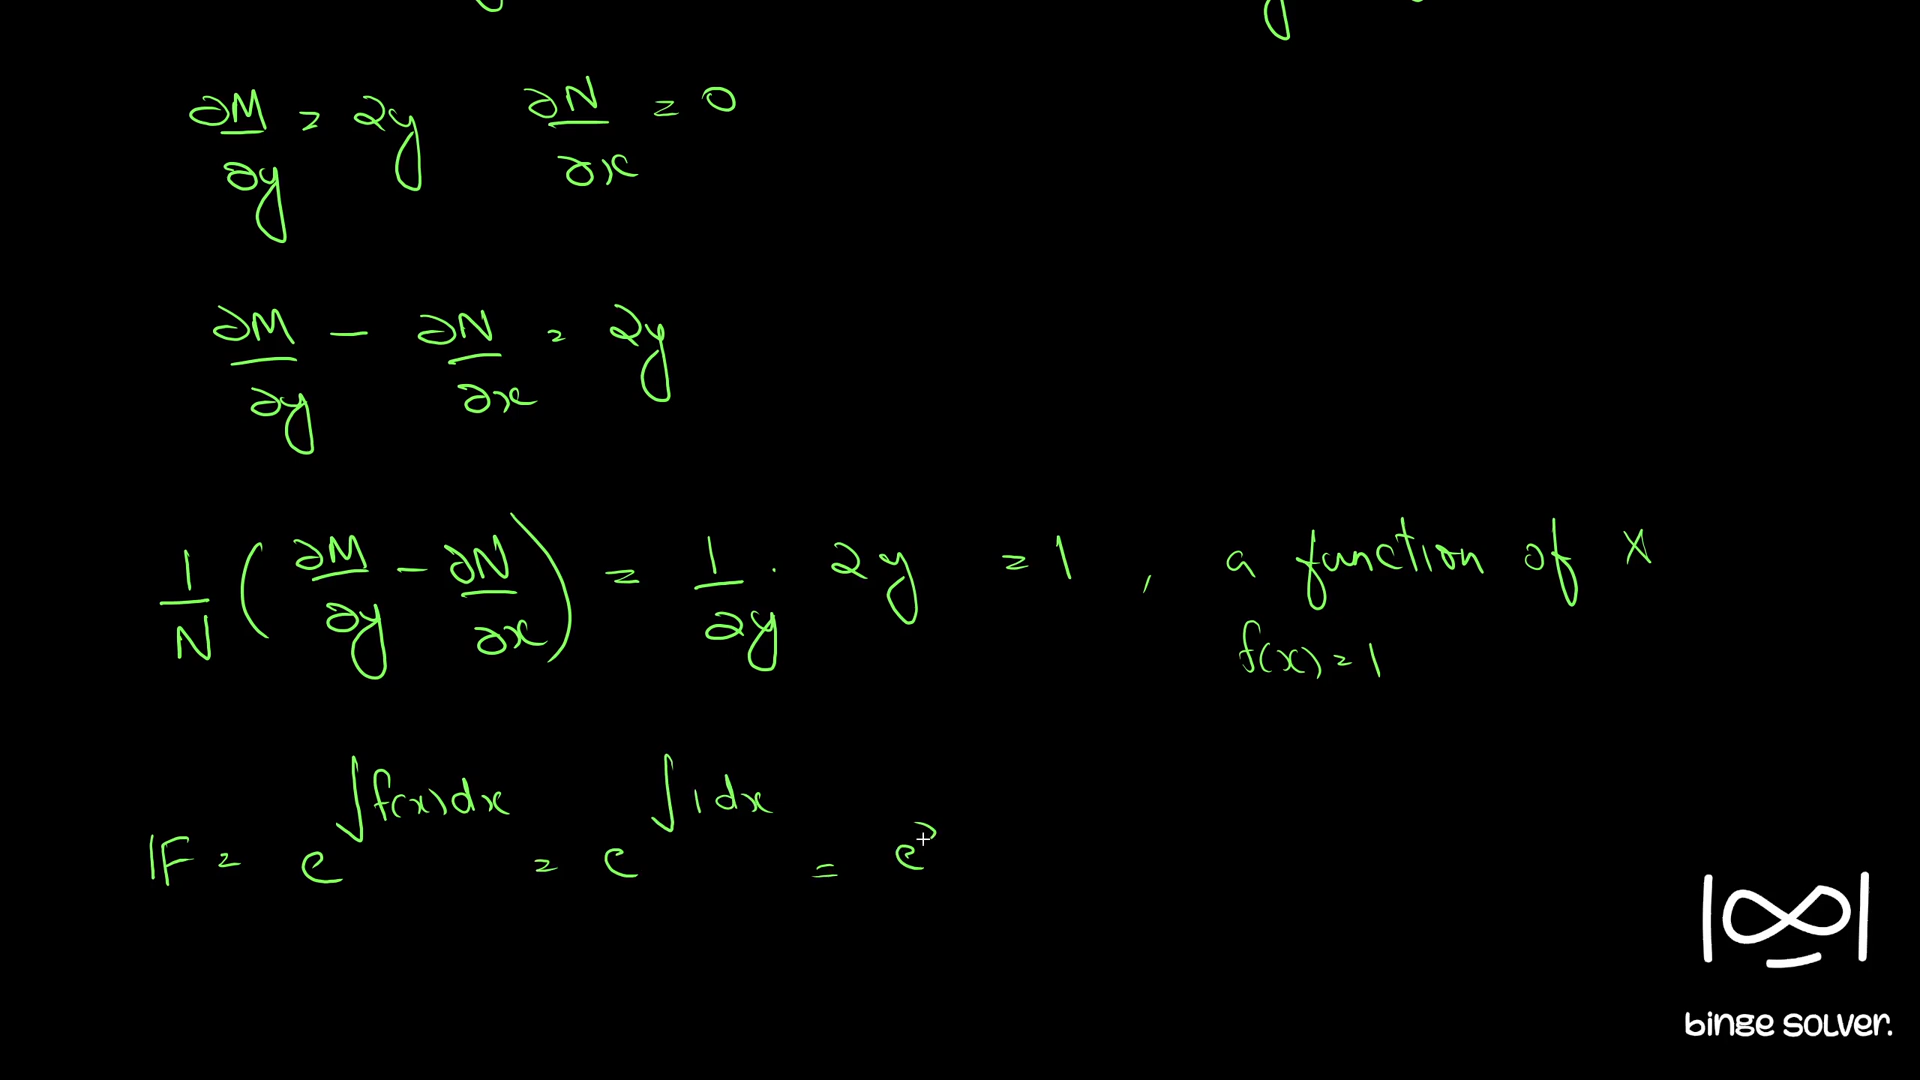 ∂M/∂y = 2y ∂N/∂x = 0
∂M/∂y − ∂N/∂x = 2y
1/N (∂M/∂y − ∂N/∂x) = 1/2y · 2y = 1 , a function of x
f(x) = 1
IF = e^∫f(x)dx = e^∫1dx = e
binge solver.